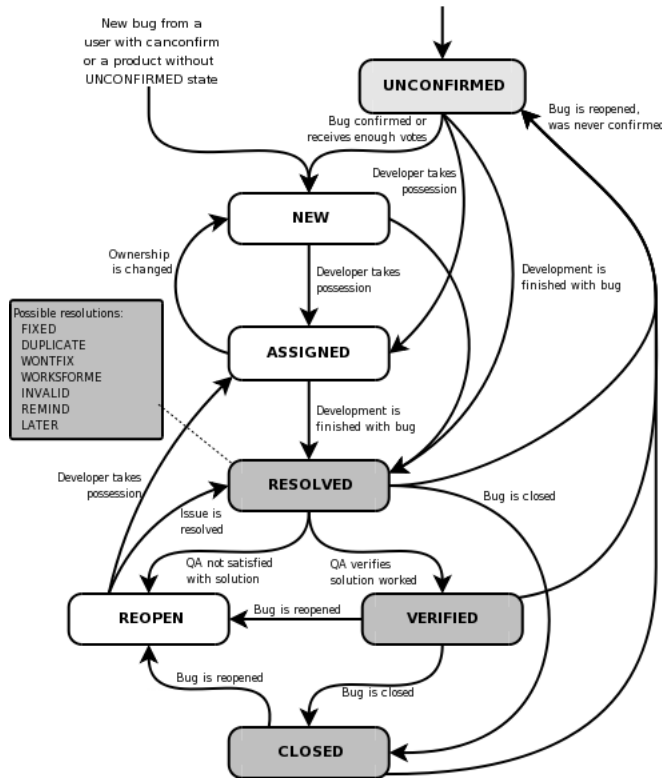 New bug from a
user with canconfirm
or a product without
UNCONFIRMED state
UNCONFIRMED
Bug is reopened,
was never confirmed
Bug confirmed or
receives enough votes
Developer takes
possession
NEW
Ownership
is changed
Developer takes
possession
Development is
finished with bug
Possible resolutions:
FIXED
DUPLICATE
WONTFIX
WORKSFORME
INVALID
REMIND
LATER
ASSIGNED
Development is
finished with bug
Developer takes
possession
RESOLVED
Bug is closed
Issue is
resolved
QA not satisfied
with solution
QA verifies
solution worked
REOPEN
Bug is reopened
VERIFIED
Bug is reopened
Bug is closed
CLOSED